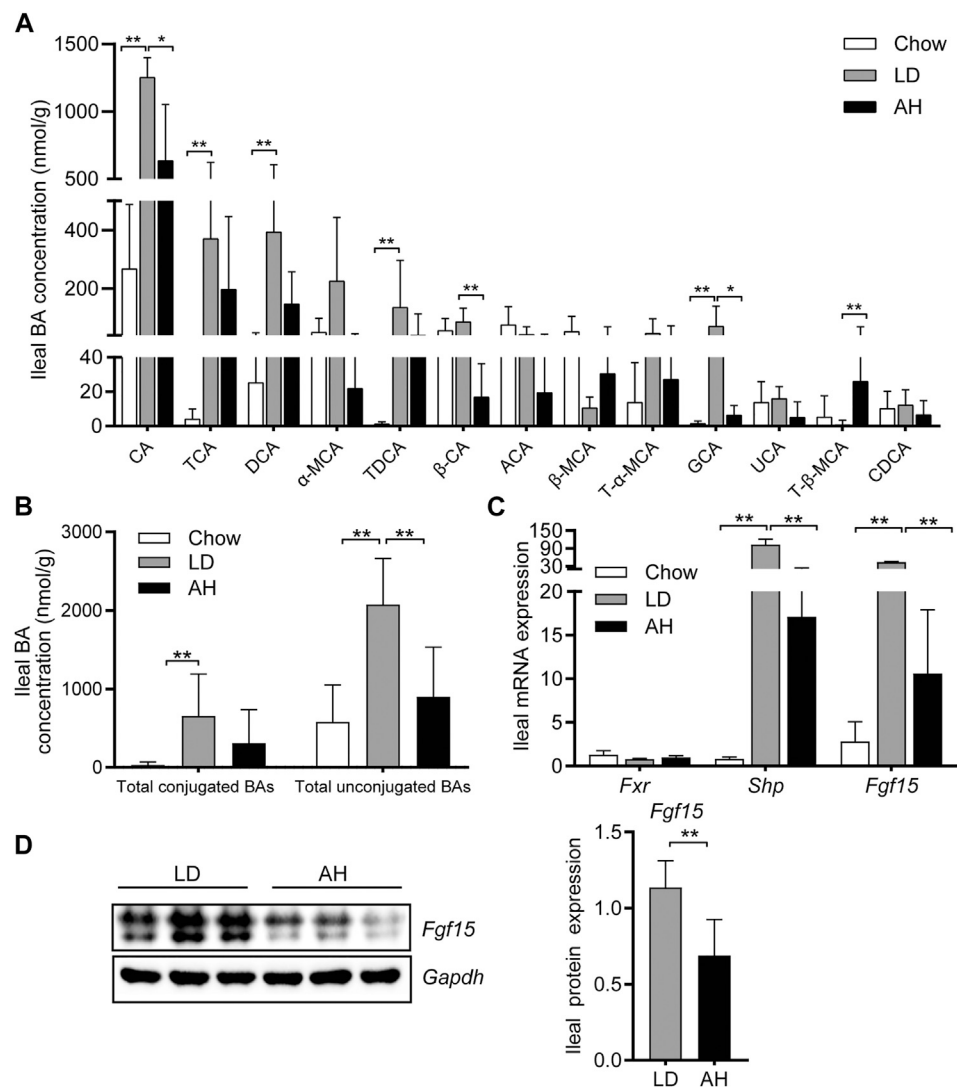 A
Ileal BA concentration (nmol/g)
1500
1000
500
400
200
40
20
0
** *
**
**
**
**
** *
**
Chow
LD
AH
CA TCA DCA α-MCA TDCA β-CA ACA β-MCA T-α-MCA GCA UCA T-β-MCA CDCA
B
Ileal BA
concentration (nmol/g)
3000
2000
1000
0
Chow
LD
AH
**
** **
Total conjugated BAs Total unconjugated BAs
C
Ileal mRNA expression
150
90
30
20
15
10
5
0
Chow
LD
AH
** ** ** **
Fxr Shp Fgf15
D
LD AH
Fgf15
Gapdh
Fgf15
Ileal protein expression
1.5
1.0
0.5
0.0
**
LD AH